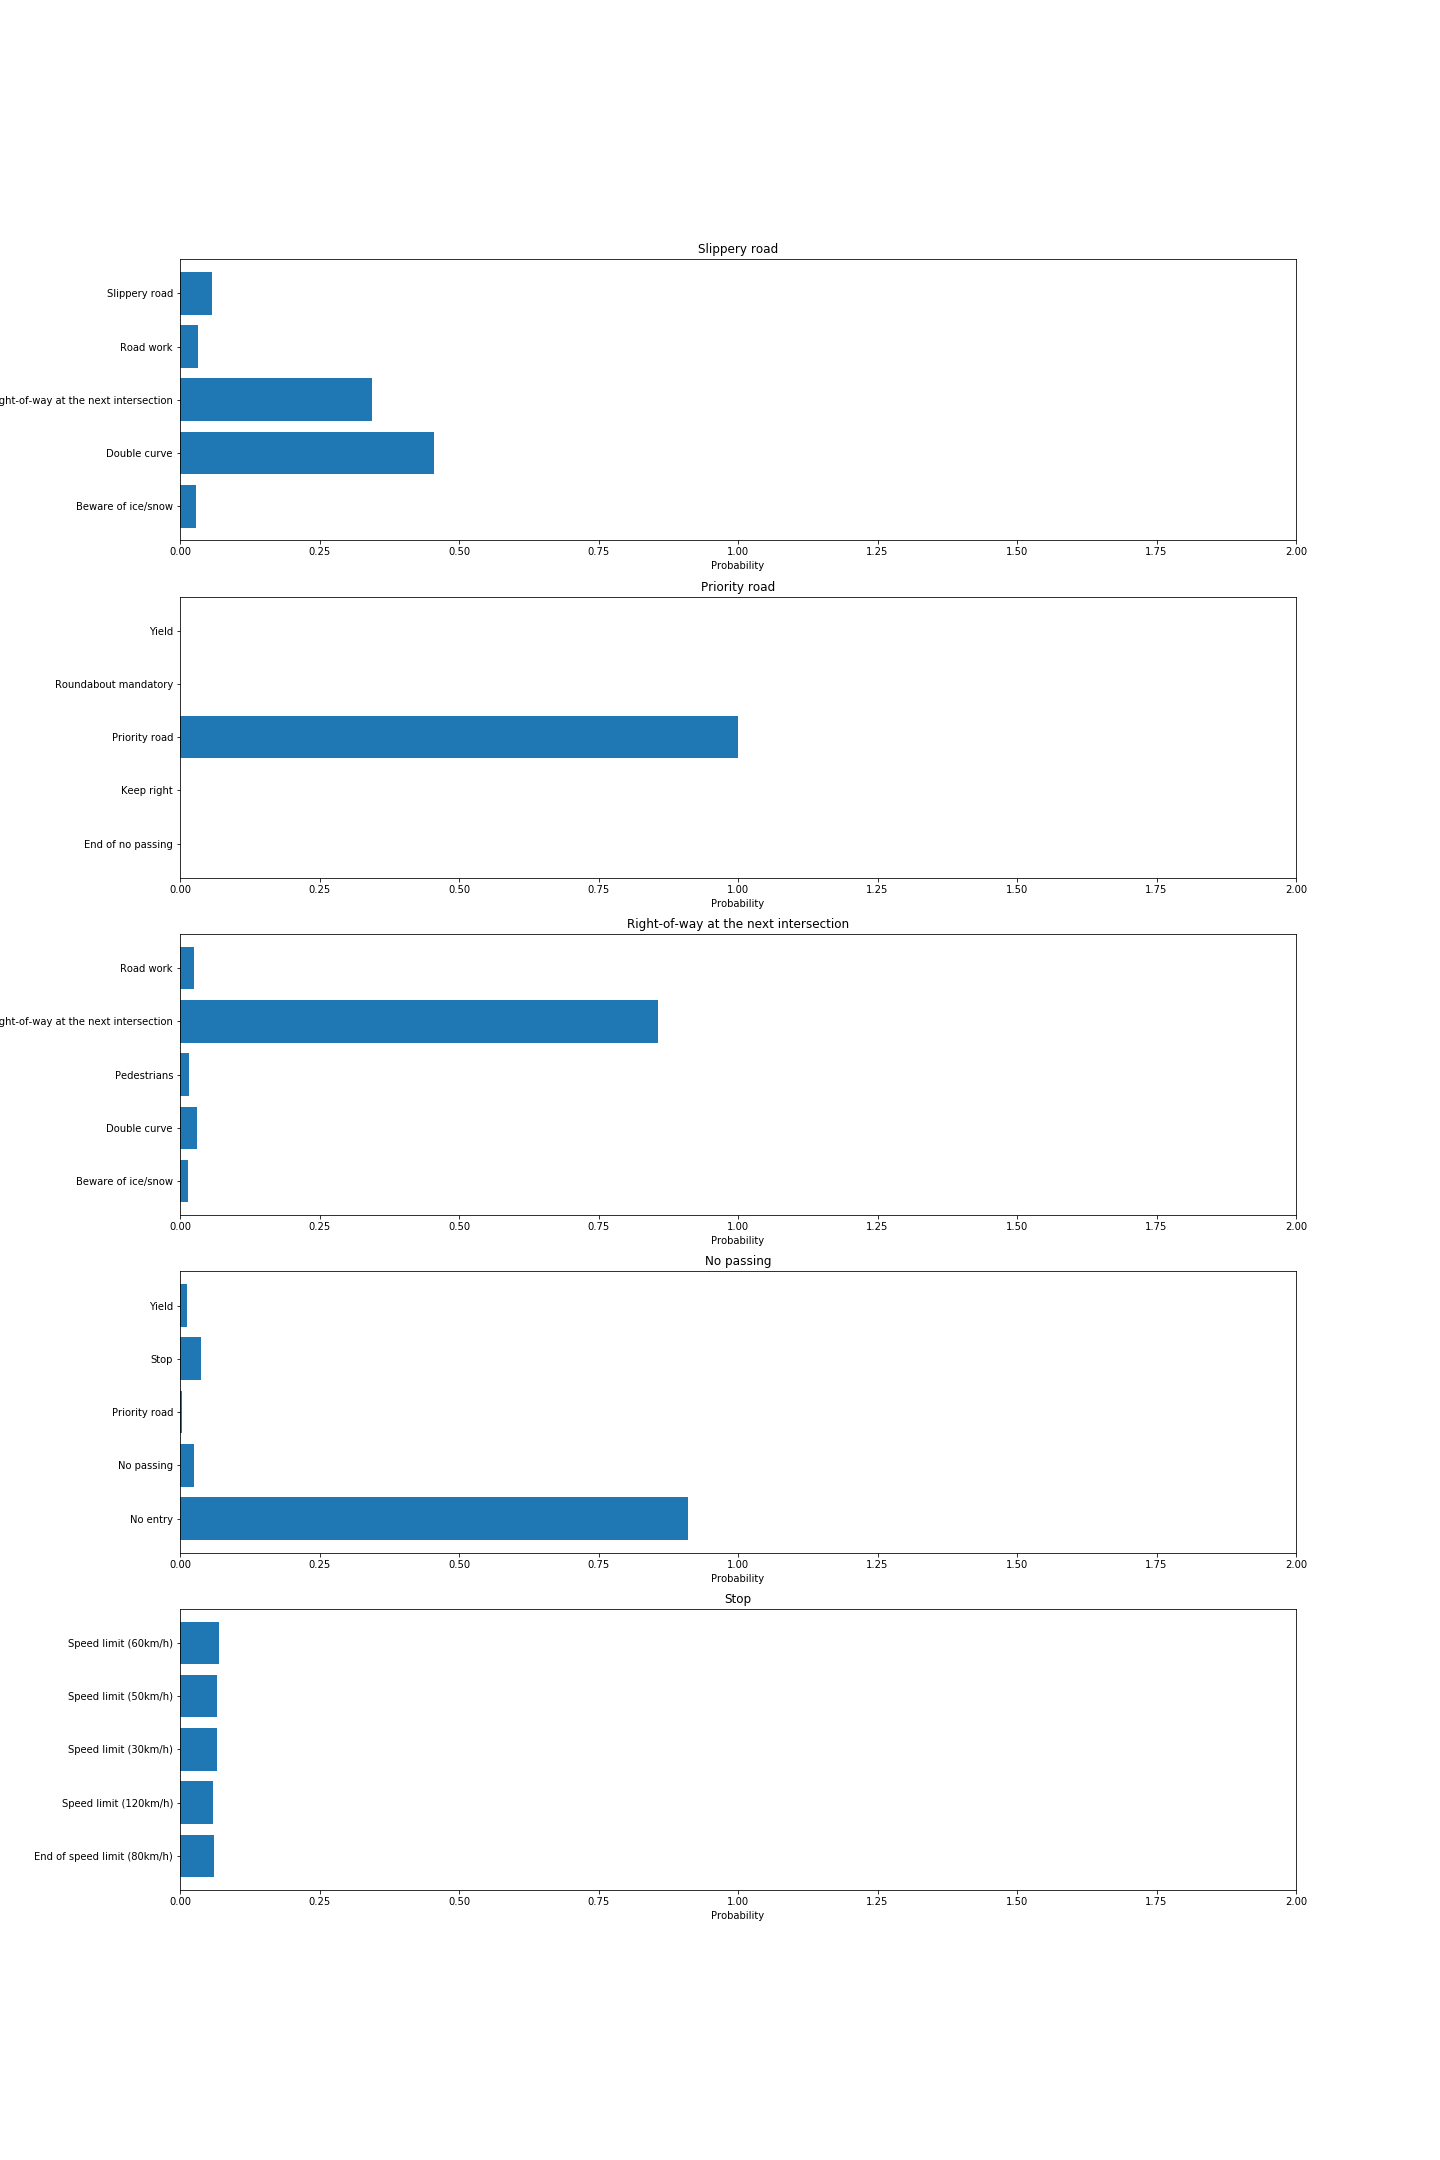 Slippery road
Slippery road
Road work
ght-of-way at the next intersection
Double curve
Beware of ice/snow
0.00 0.25 0.50 0.75 1.00 1.25 1.50 1.75 2.00
Probability
Priority road
Yield
Roundabout mandatory
Priority road
Keep right
End of no passing
0.00 0.25 0.50 0.75 1.00 1.25 1.50 1.75 2.00
Probability
Right-of-way at the next intersection
Road work
ght-of-way at the next intersection
Pedestrians
Double curve
Beware of ice/snow
0.00 0.25 0.50 0.75 1.00 1.25 1.50 1.75 2.00
Probability
No passing
Yield
Stop
Priority road
No passing
No entry
0.00 0.25 0.50 0.75 1.00 1.25 1.50 1.75 2.00
Probability
Stop
Speed limit (60km/h)
Speed limit (50km/h)
Speed limit (30km/h)
Speed limit (120km/h)
End of speed limit (80km/h)
0.00 0.25 0.50 0.75 1.00 1.25 1.50 1.75 2.00
Probability